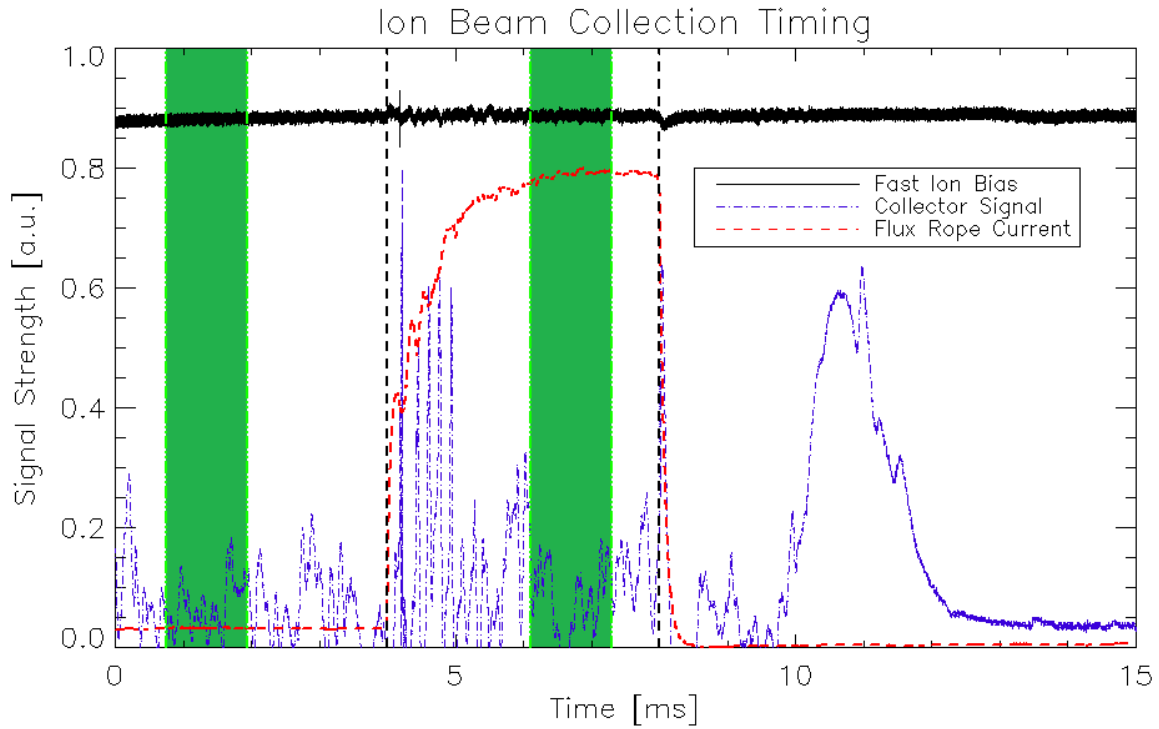 Ion Beam Collection Timing
1.0
0.8
0.6
0.4
0.2
0.0
Signal Strength [a.u.]
Fast Ion Bias
Collector Signal
Flux Rope Current
0
5
10
15
Time [ms]